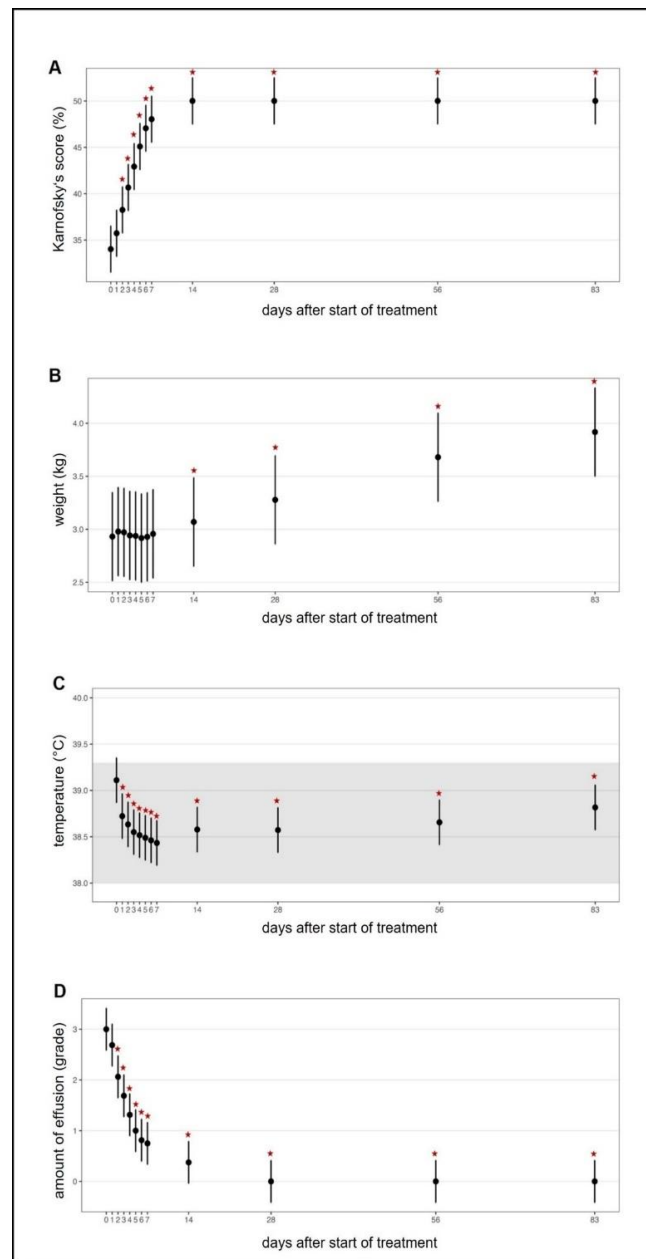 A
Karnofsky's score (%)
50
45
40
35
0 1 2 3 4 5 6 7 14 28 56 83
days after start of treatment
B
weight (kg)
4.0
3.5
3.0
2.5
0 1 2 3 4 5 6 7 14 28 56 83
days after start of treatment
C
temperature (°C)
40.0
39.5
39.0
38.5
38.0
0 1 2 3 4 5 6 7 14 28 56 83
days after start of treatment
D
amount of effusion (grade)
3
2
1
0
0 1 2 3 4 5 6 7 14 28 56 83
days after start of treatment